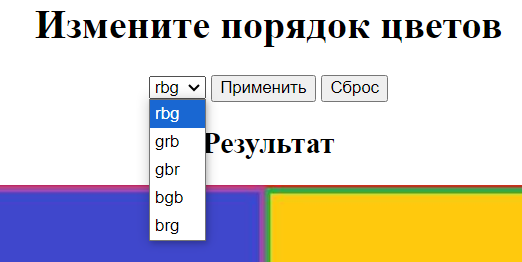 Измените порядок цветов
rbg Применить Сброс
rbg
grb
gbr
bgb
brg
Результат